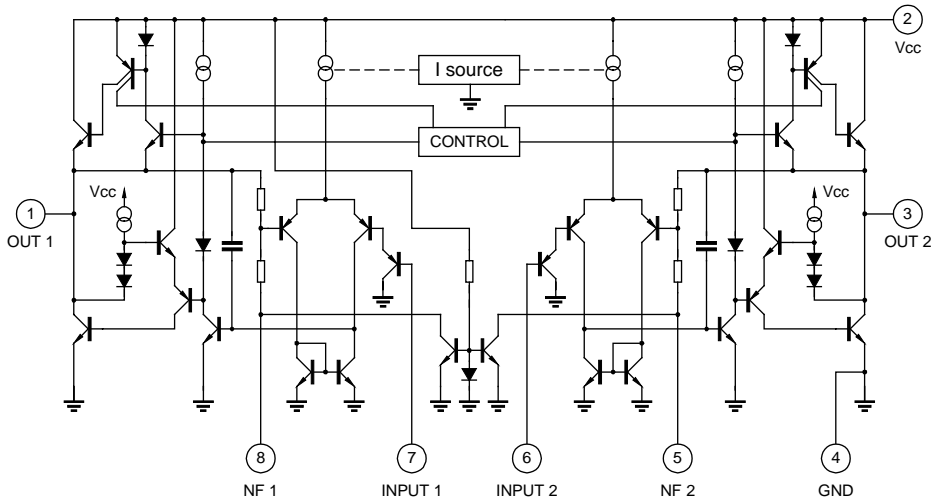 2
Vcc
I source
CONTROL
Vcc
Vcc
1
3
OUT 1
OUT 2
8
7
6
5
4
NF 1
INPUT 1
INPUT 2
NF 2
GND